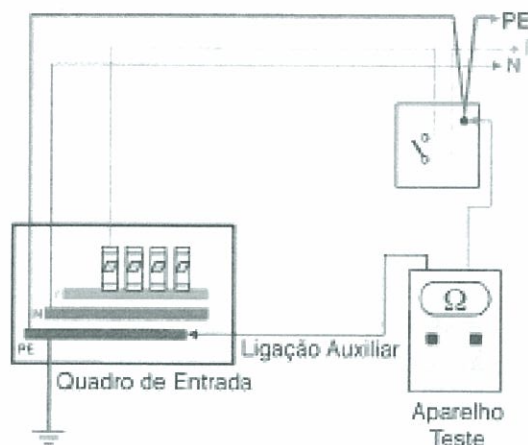 PE
N
N
PE
Ligação Auxiliar
Quadro de Entrada
Ω
Aparelho
Teste